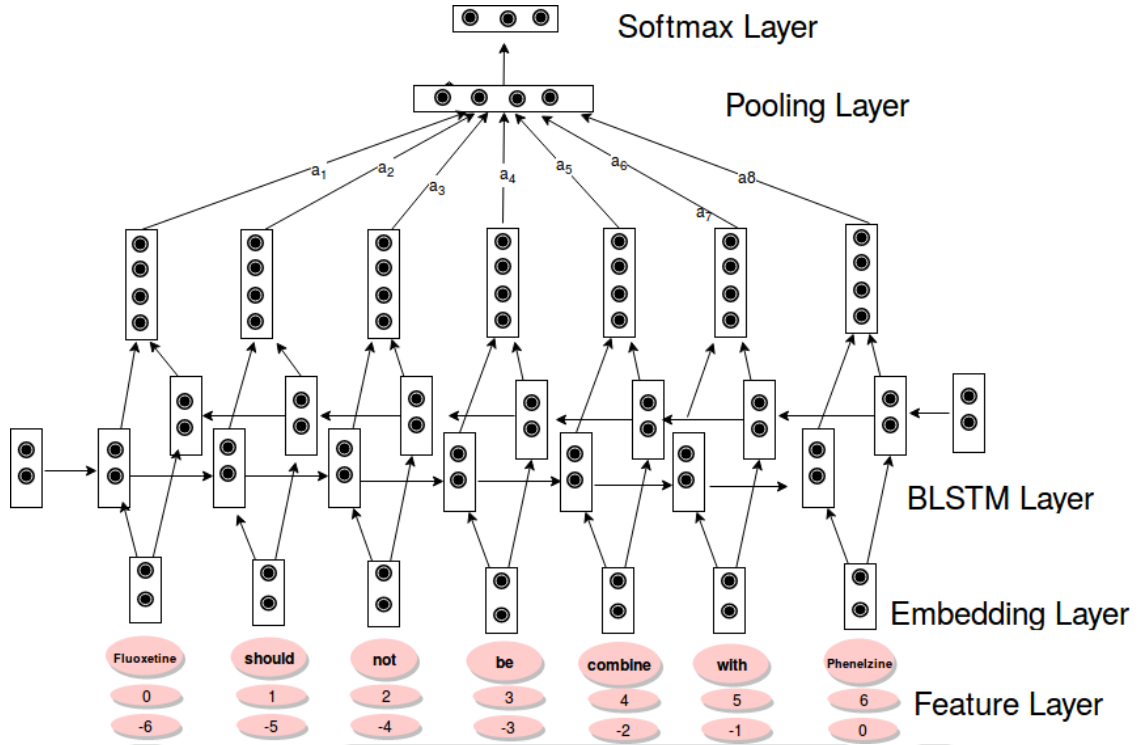 Softmax Layer
Pooling Layer
a1 a2 a3 a4 a5 a6 a7 a8
BLSTM Layer
Embedding Layer
Fluoxetine should not be combine with Phenelzine
0 1 2 3 4 5 6
Feature Layer
-6 -5 -4 -3 -2 -1 0